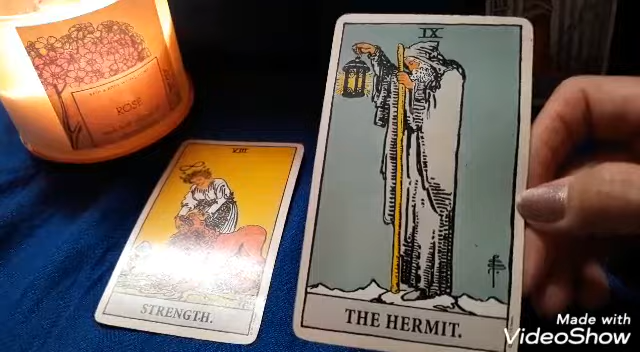 ROSE
VIII
STRENGTH.
IX
THE HERMIT.
Made with
VideoShow